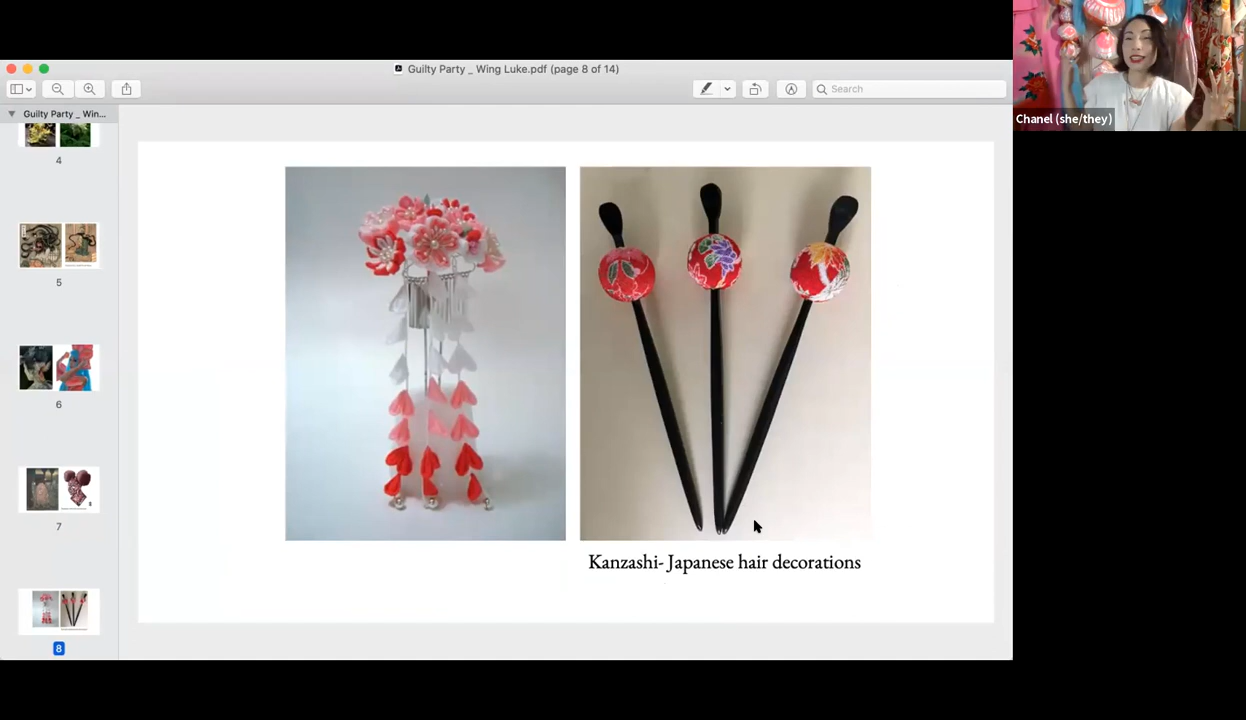 Guilty Party _ Wing Luke.pdf (page 8 of 14)
Search
Guilty Party _ Win...
4
5
6
7
8
Kanzashi- Japanese hair decorations
Chanel (she/they)